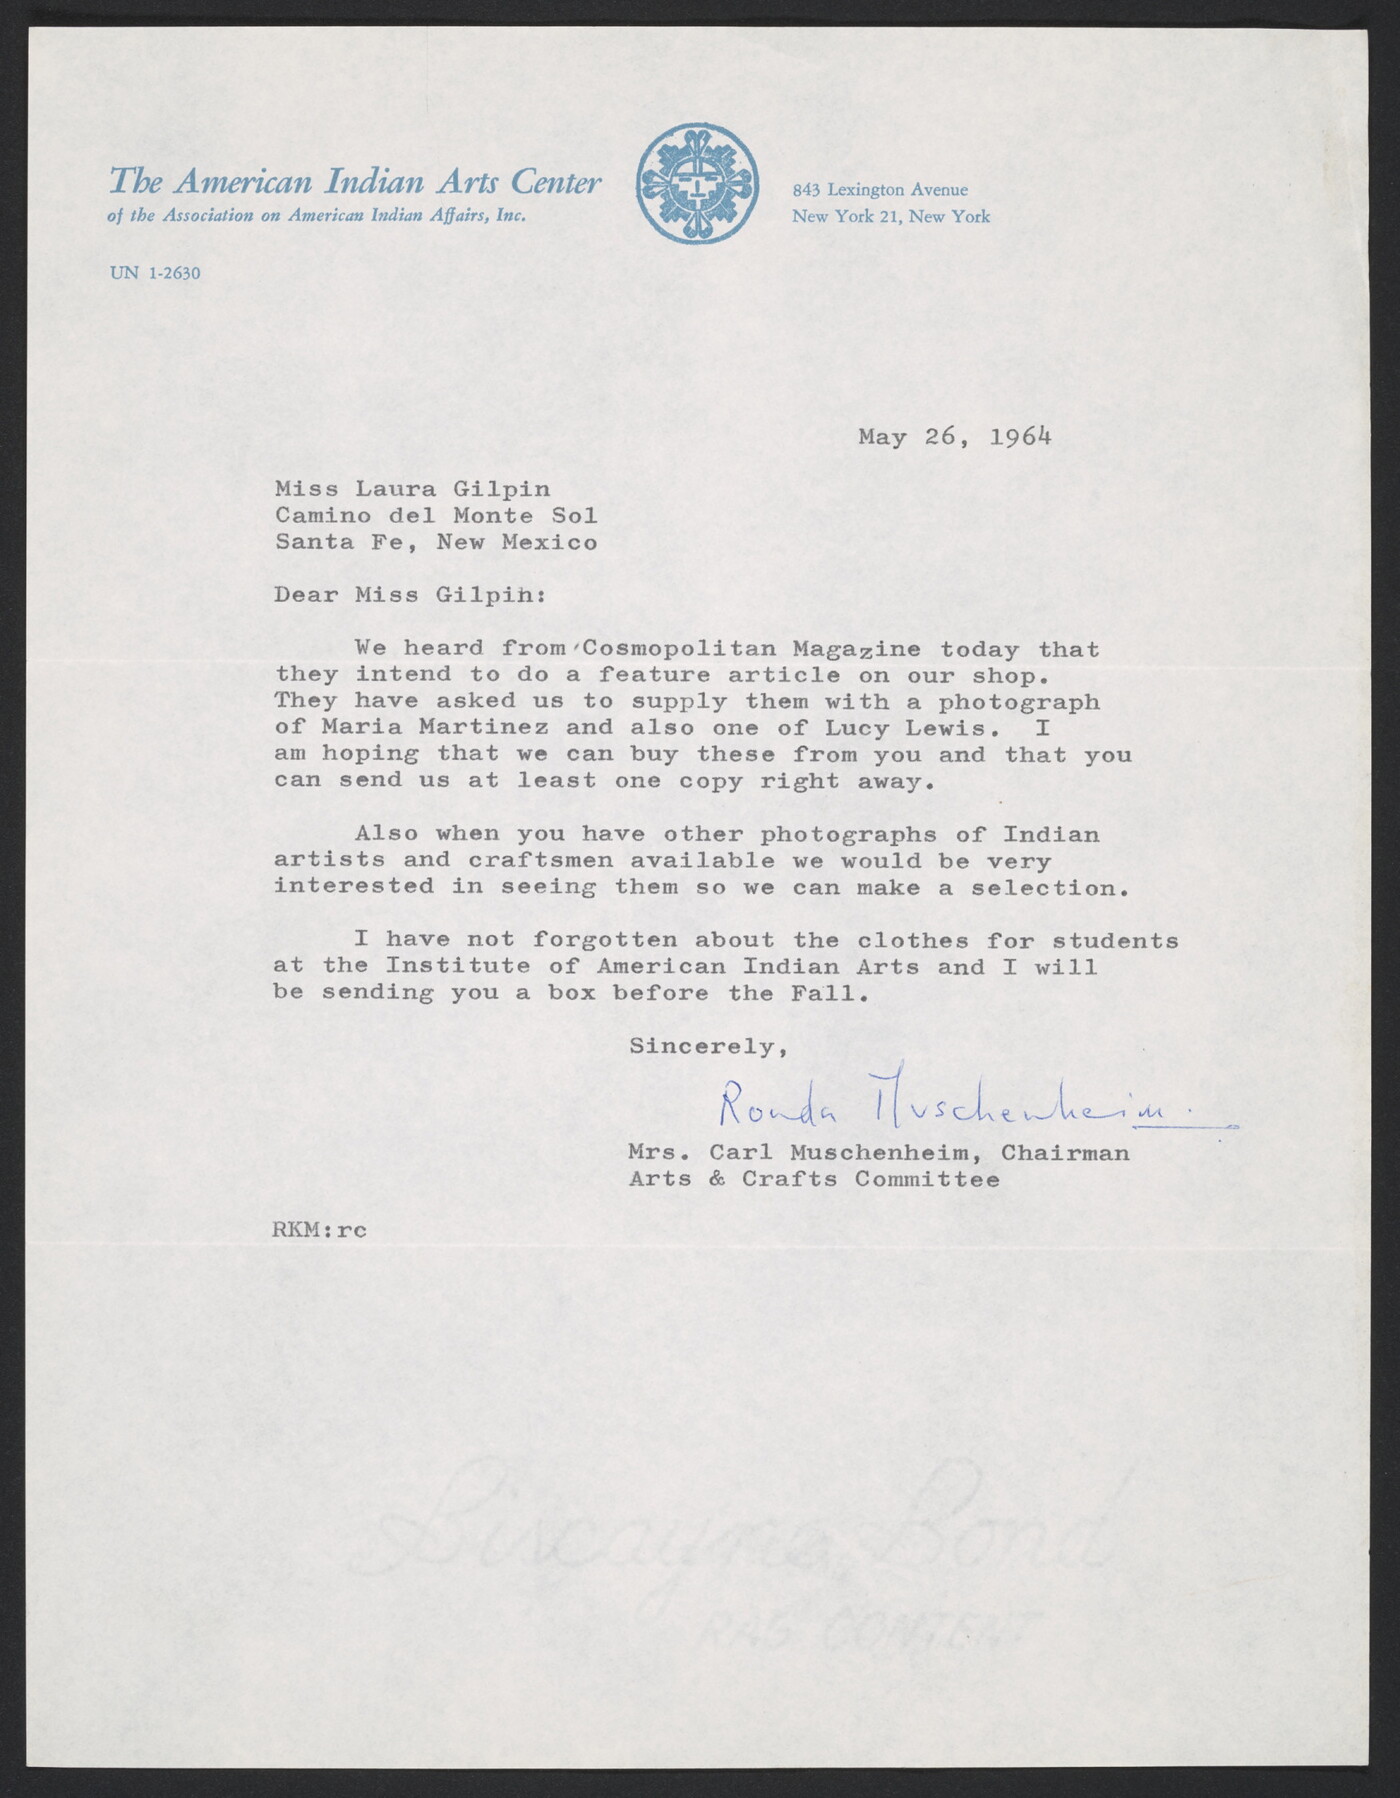 The American Indian Arts Center
of the Association on American Indian Affairs, Inc.
843 Lexington Avenue
New York 21, New York
UN 1-2630
May 26, 1964
Miss Laura Gilpin
Camino del Monte Sol
Santa Fe, New Mexico
Dear Miss Gilpin:
We heard from Cosmopolitan Magazine today that
they intend to do a feature article on our shop.
They have asked us to supply them with a photograph
of Maria Martinez and also one of Lucy Lewis. I
am hoping that we can buy these from you and that you
can send us at least one copy right away.
Also when you have other photographs of Indian
artists and craftsmen available we would be very
interested in seeing them so we can make a selection.
I have not forgotten about the clothes for students
at the Institute of American Indian Arts and I will
be sending you a box before the Fall.
Sincerely,
Ronda Muschenheim.
Mrs. Carl Muschenheim, Chairman
Arts & Crafts Committee
RKM:rc
Bond
RAG CONTENT